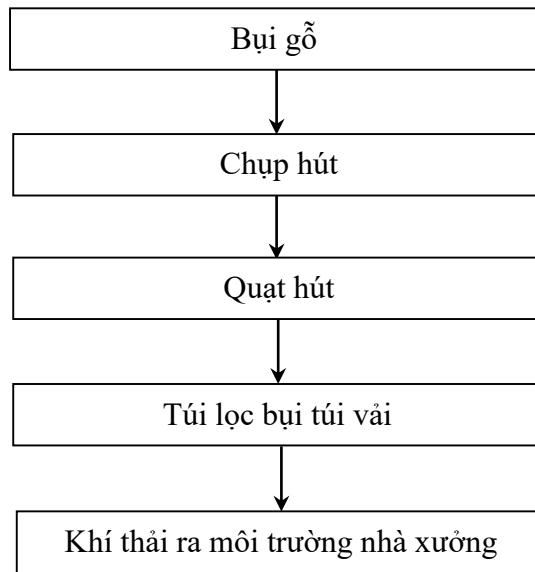 Bụi gỗ
Chụp hút
Quạt hút
Túi lọc bụi túi vải
Khí thải ra môi trường nhà xưởng